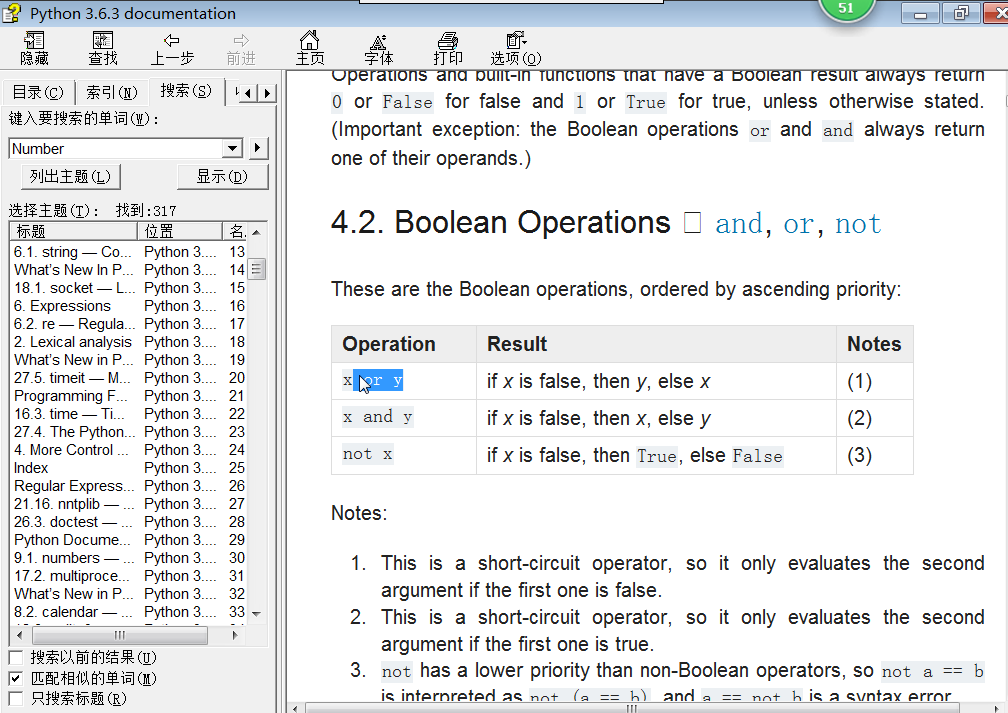 Python 3.6.3 documentation
51
隐藏 查找 上一步 前进 主页 字体 打印 选项(O)
目录(C) 索引(N) 搜索(S)
键入要搜索的单词(W):
Number
列出主题(L) 显示(D)
选择主题(T): 找到:317
标题 位置 名.
6.1. string — Co... Python 3.... 13
What's New In P... Python 3.... 14
18.1. socket — L... Python 3.... 15
6. Expressions Python 3.... 16
6.2. re — Regula... Python 3.... 17
2. Lexical analysis Python 3.... 18
What's New in P... Python 3.... 19
27.5. timeit — M... Python 3.... 20
Programming F... Python 3.... 21
16.3. time — Ti... Python 3.... 22
27.4. The Python... Python 3.... 23
4. More Control ... Python 3.... 24
Index Python 3.... 25
Regular Express... Python 3.... 26
21.16. nntplib — ... Python 3.... 27
26.3. doctest — ... Python 3.... 28
Python Docume... Python 3.... 29
9.1. numbers — ... Python 3.... 30
17.2. multiproce... Python 3.... 31
What's New in P... Python 3.... 32
8.2. calendar — ... Python 3.... 33
搜索以前的结果(U)
匹配相似的单词(M)
只搜索标题(R)
Operations and built-in functions that have a Boolean result always return
0 or False for false and 1 or True for true, unless otherwise stated.
(Important exception: the Boolean operations or and and always return
one of their operands.)
4.2. Boolean Operations and, or, not
These are the Boolean operations, ordered by ascending priority:
Operation Result Notes
x or y if x is false, then y, else x (1)
x and y if x is false, then x, else y (2)
not x if x is false, then True, else False (3)
Notes:
1. This is a short-circuit operator, so it only evaluates the second
argument if the first one is false.
2. This is a short-circuit operator, so it only evaluates the second
argument if the first one is true.
3. not has a lower priority than non-Boolean operators, so not a == b
is interpreted as not (a == b), and a == not b is a syntax error.